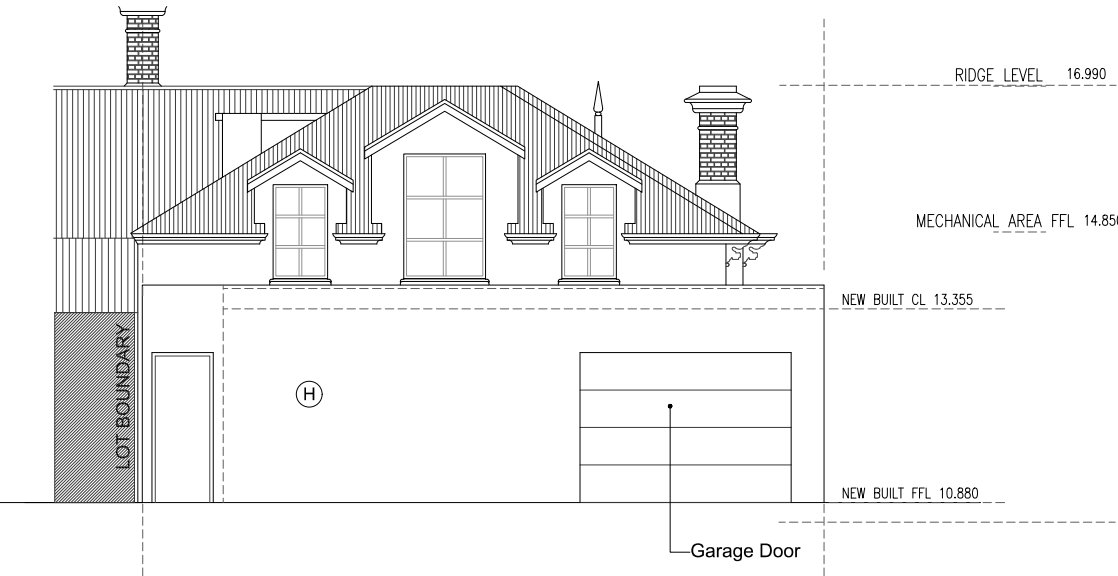 RIDGE LEVEL 16.990
MECHANICAL AREA FFL 14.850
NEW BUILT CL 13.355
LOT BOUNDARY
H
NEW BUILT FFL 10.880
Garage Door